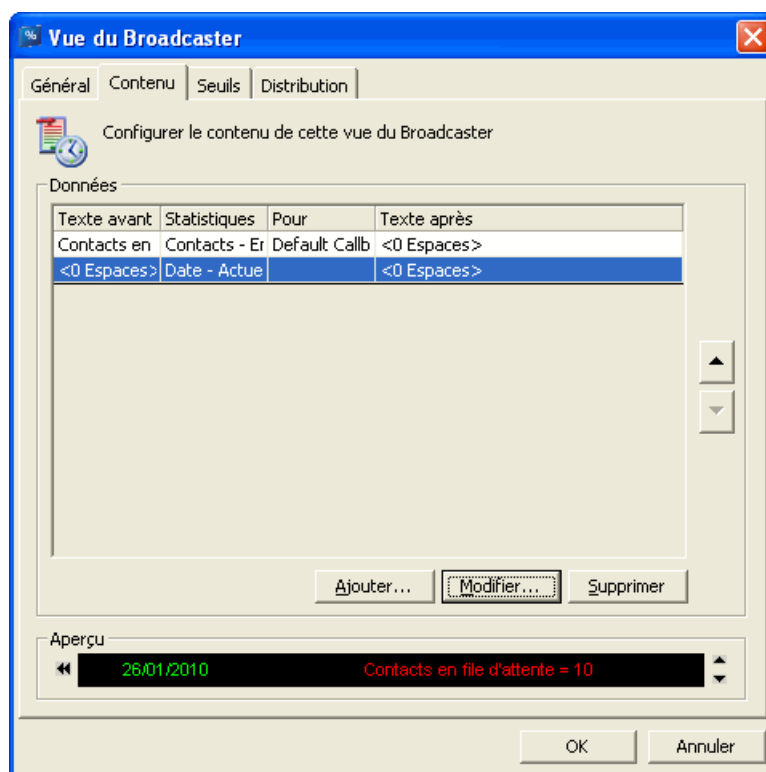 Vue du Broadcaster
Général Contenu Seuils Distribution
Configurer le contenu de cette vue du Broadcaster
Données
Texte avant Statistiques Pour Texte après
Contacts en Contacts - Er Default Callb <0 Espaces>
<0 Espaces> Date - Actue <0 Espaces>
Ajouter... Modifier... Supprimer
Aperçu
26/01/2010 Contacts en file d'attente = 10
OK Annuler